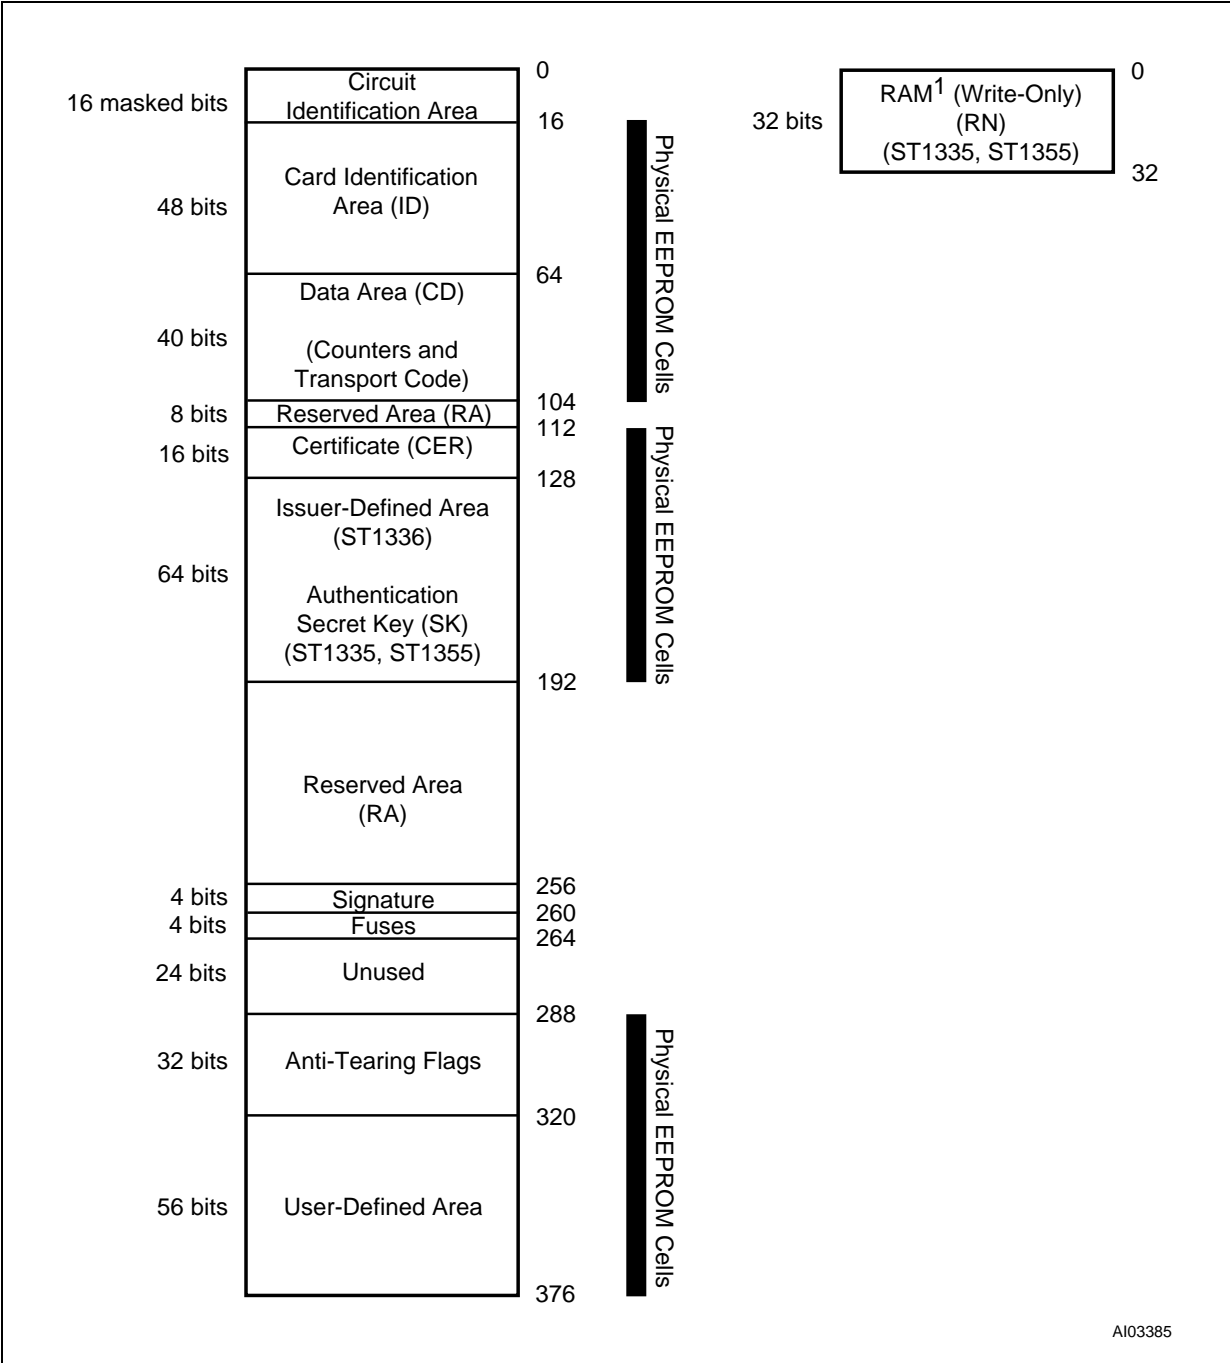 0
Circuit
16 masked bits
Identification Area
16
48 bits
Card Identification
Area (ID)
64
Data Area (CD)
40 bits
(Counters and
Transport Code)
104
8 bits
Reserved Area (RA)
112
16 bits
Certificate (CER)
128
Issuer-Defined Area
(ST1336)
64 bits
Authentication
Secret Key (SK)
(ST1335, ST1355)
192
Reserved Area
(RA)
256
4 bits
Signature
260
4 bits
Fuses
264
24 bits
Unused
288
32 bits
Anti-Tearing Flags
320
56 bits
User-Defined Area
376
Physical EEPROM Cells
Physical EEPROM Cells
Physical EEPROM Cells
0
RAM¹ (Write-Only)
32 bits
(RN)
(ST1335, ST1355)
32
AI03385